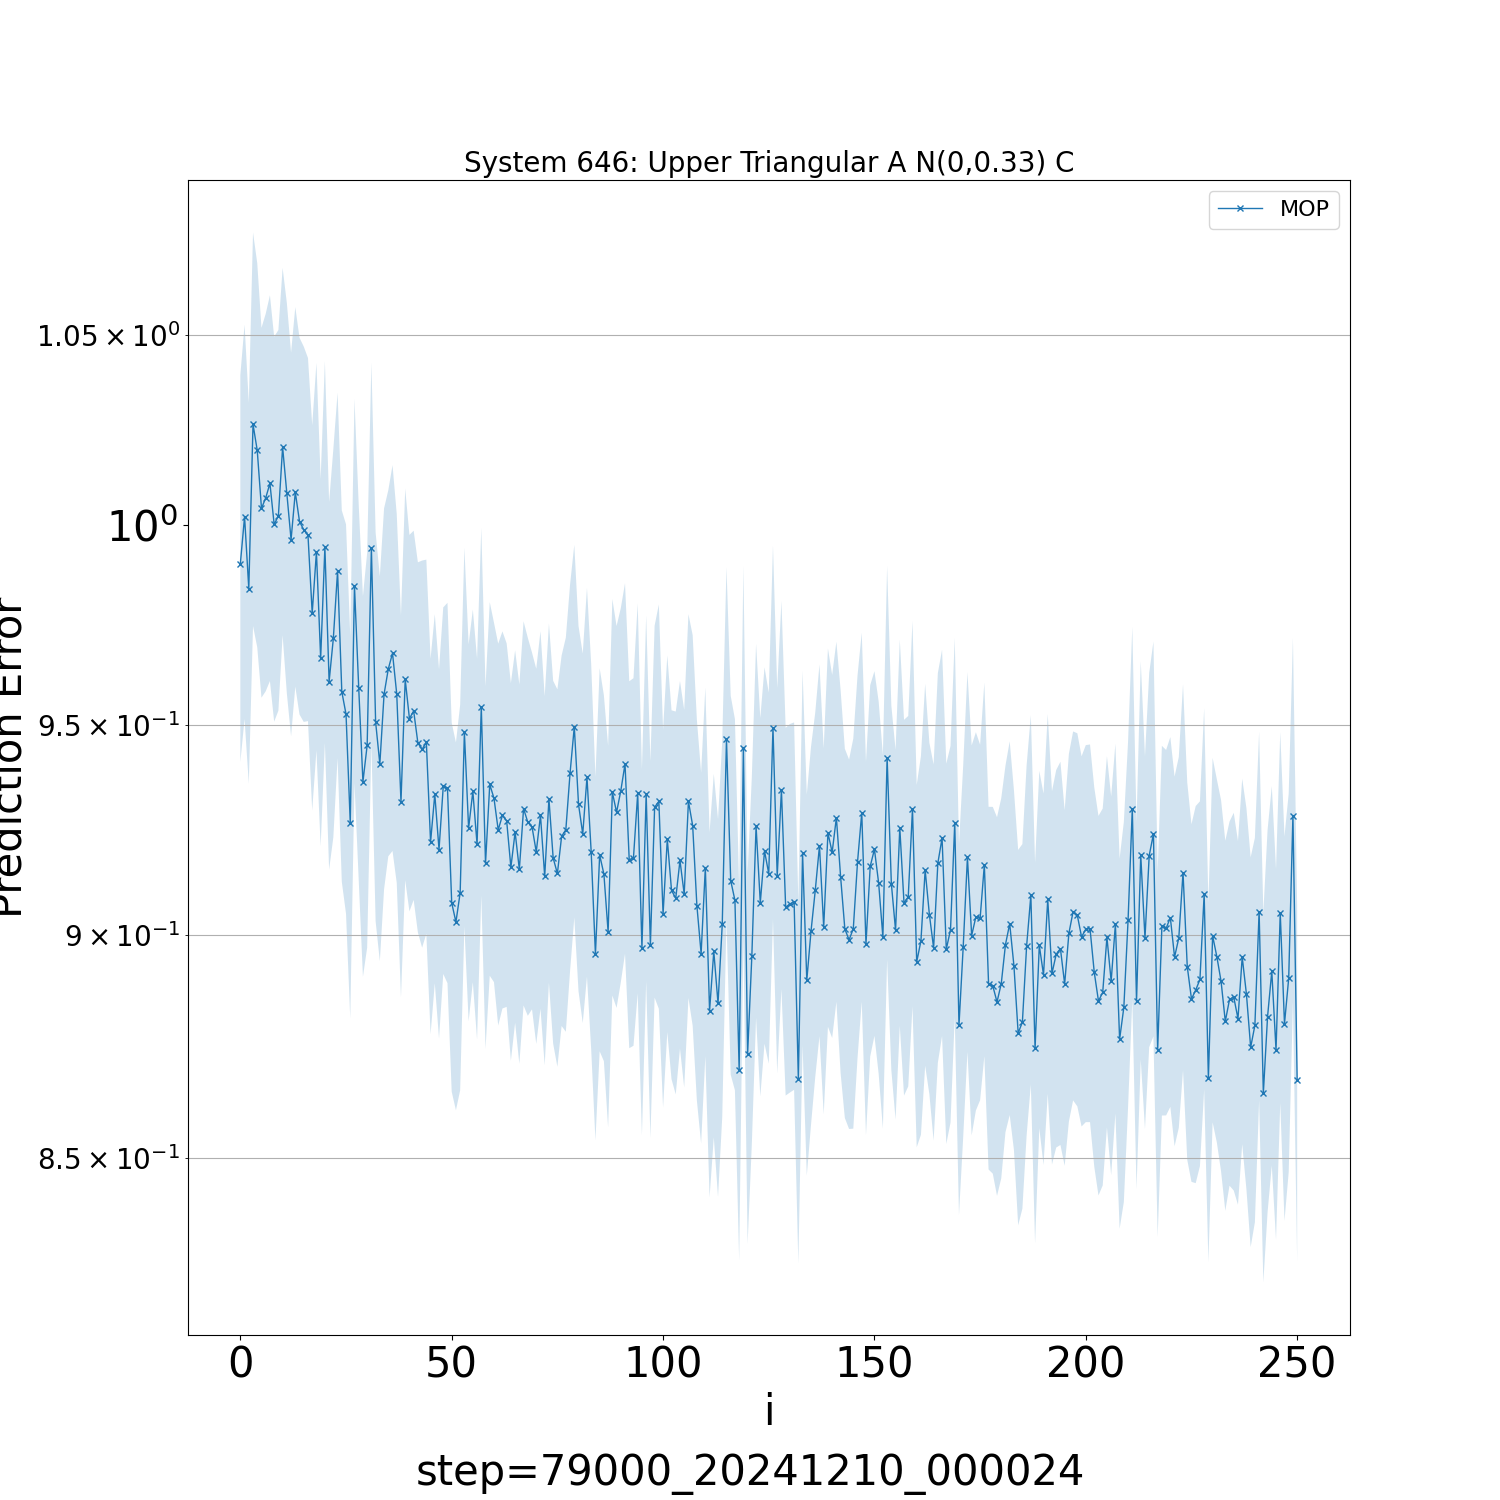 System 646: Upper Triangular A N(0,0.33) C
MOP
1.05 × 10⁰
10⁰
9.5 × 10⁻¹
9 × 10⁻¹
8.5 × 10⁻¹
Prediction Error
0 50 100 150 200 250
i
step=79000_20241210_000024